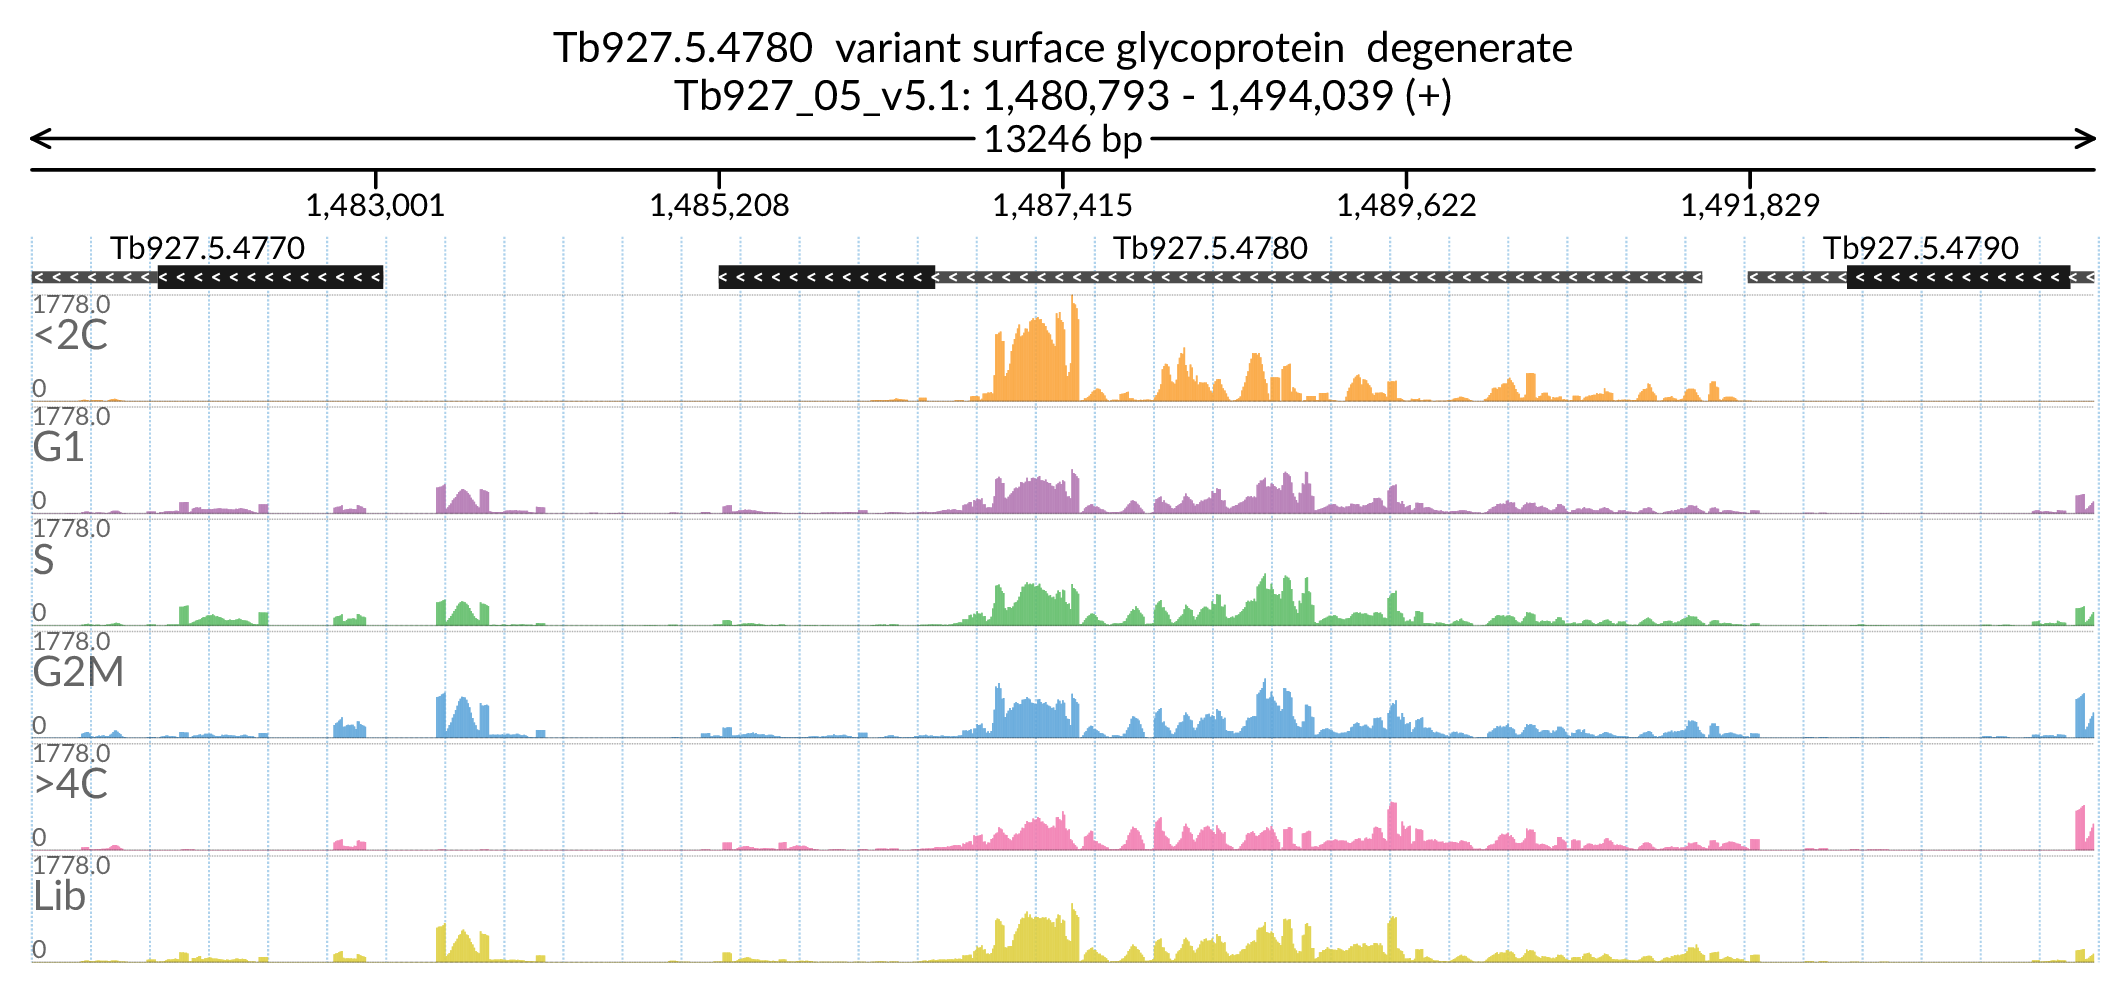 Tb927.5.4780  variant surface glycoprotein  degenerate
Tb927_05_v5.1: 1,480,793 - 1,494,039 (+)
13246 bp
1,483,001 1,485,208 1,487,415 1,489,622 1,491,829
Tb927.5.4770 Tb927.5.4780 Tb927.5.4790
1778.0
<2C
0
1778.0
G1
0
1778.0
S
0
1778.0
G2M
0
1778.0
>4C
0
1778.0
Lib
0